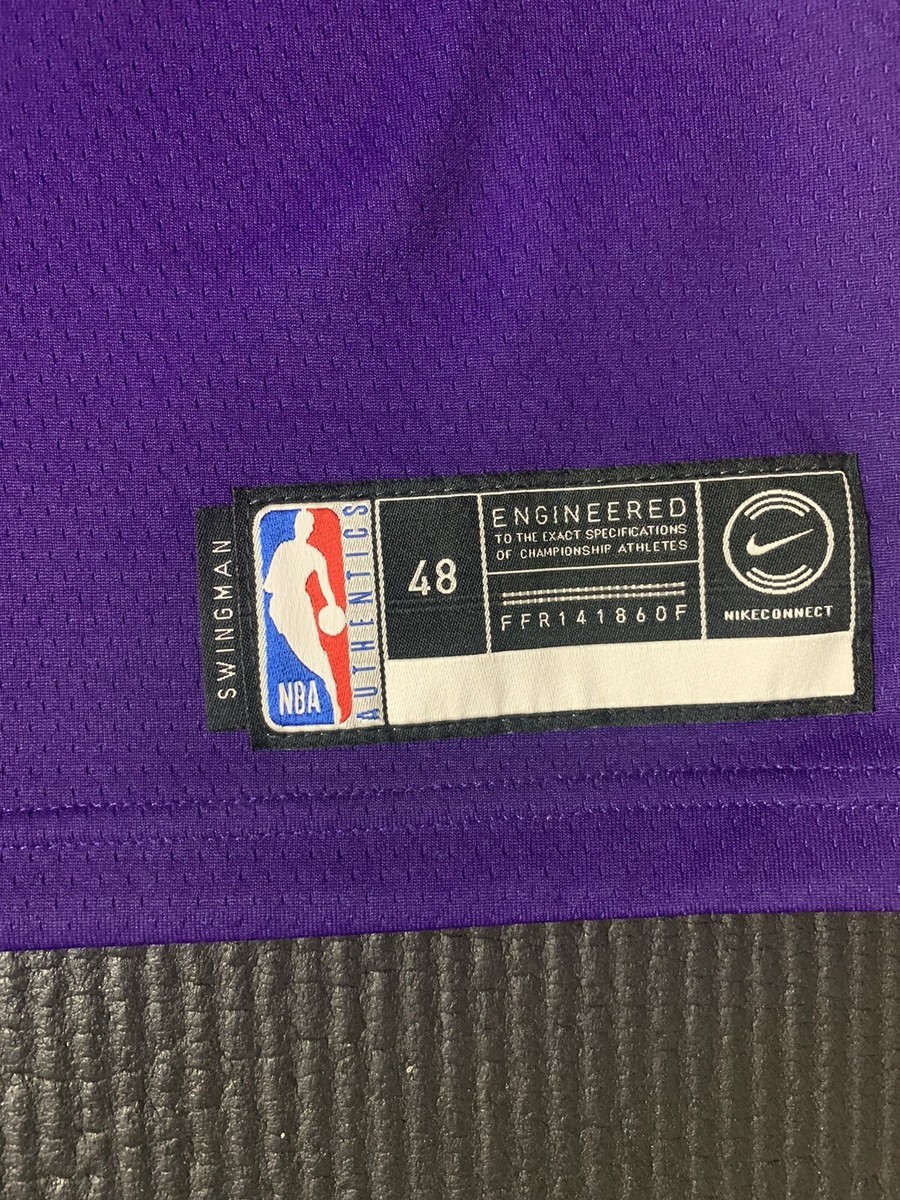 SWINGMAN
NBA
AUTHENTICS
48
ENGINEERED
TO THE EXACT SPECIFICATIONS
OF CHAMPIONSHIP ATHLETES
FFR141860F
NIKECONNECT